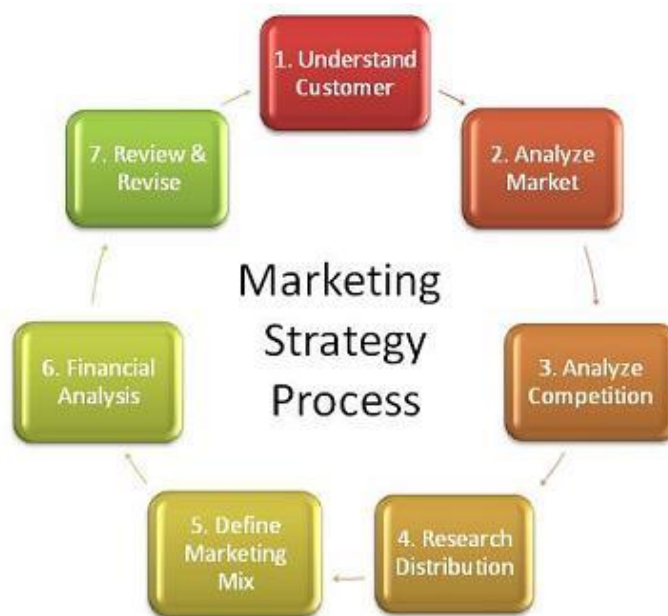 1. Understand
Customer
2. Analyze
Market
3. Analyze
Competition
4. Research
Distribution
5. Define
Marketing
Mix
6. Financial
Analysis
7. Review &
Revise
Marketing
Strategy
Process